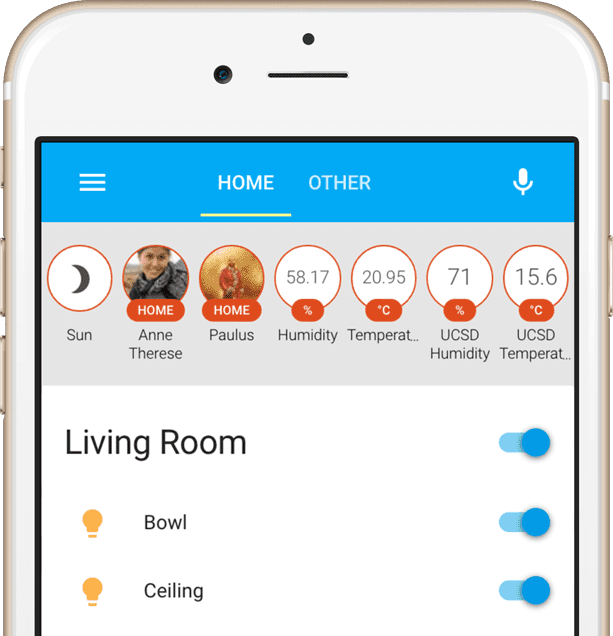 HOME OTHER
58.17 20.95 71 15.6
HOME HOME % °C % °C
Sun Anne Therese Paulus Humidity Temperat... UCSD Humidity UCSD Temperat...
Living Room
Bowl
Ceiling